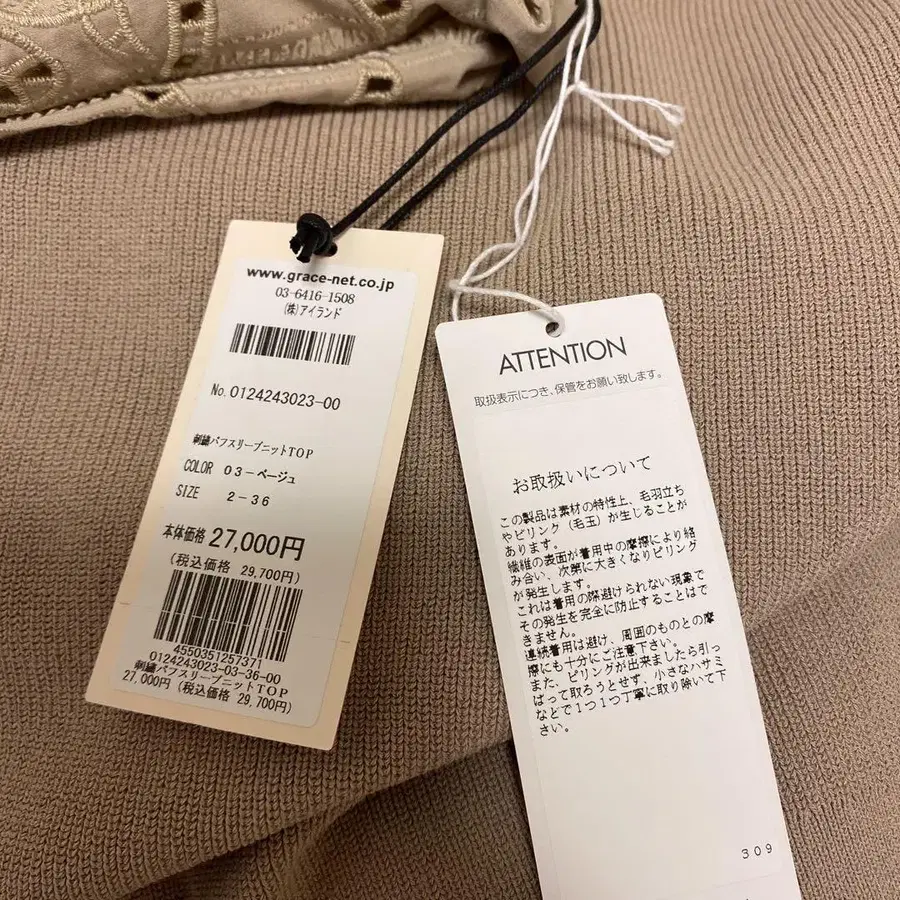 www.grace-net.co.jp
03-6416-1508
(株)アイランド
No. 0124243023-00
刺繍パフスリーブニットTOP
COLOR 03-ベージュ
SIZE 2-36
本体価格 27,000円
(税込価格 29,700円)
4550351257371
0124243023-03-36-00
刺繍パフスリーブニットTOP
27,000円 (税込価格 29,700円)
ATTENTION
取扱表示につき、保管をお願い致します。
お取扱いについて
この製品は素材の特性上、毛羽立ち
やピリング(毛玉)が生じることが
あります。
繊維の表面が着用中の摩擦により絡
み合い、次第に大きくなりピリング
が発生します。
これは着用の際避けられない現象で
その発生を完全に防止することはで
きません。
連続着用は避け、周囲のものとの摩
擦にも十分にご注意下さい。
また、ピリングが出来ましたら引っ
ぱって取ろうとせず、小さなハサミ
などで1つ1つ丁寧に取り除いて下
さい。
309